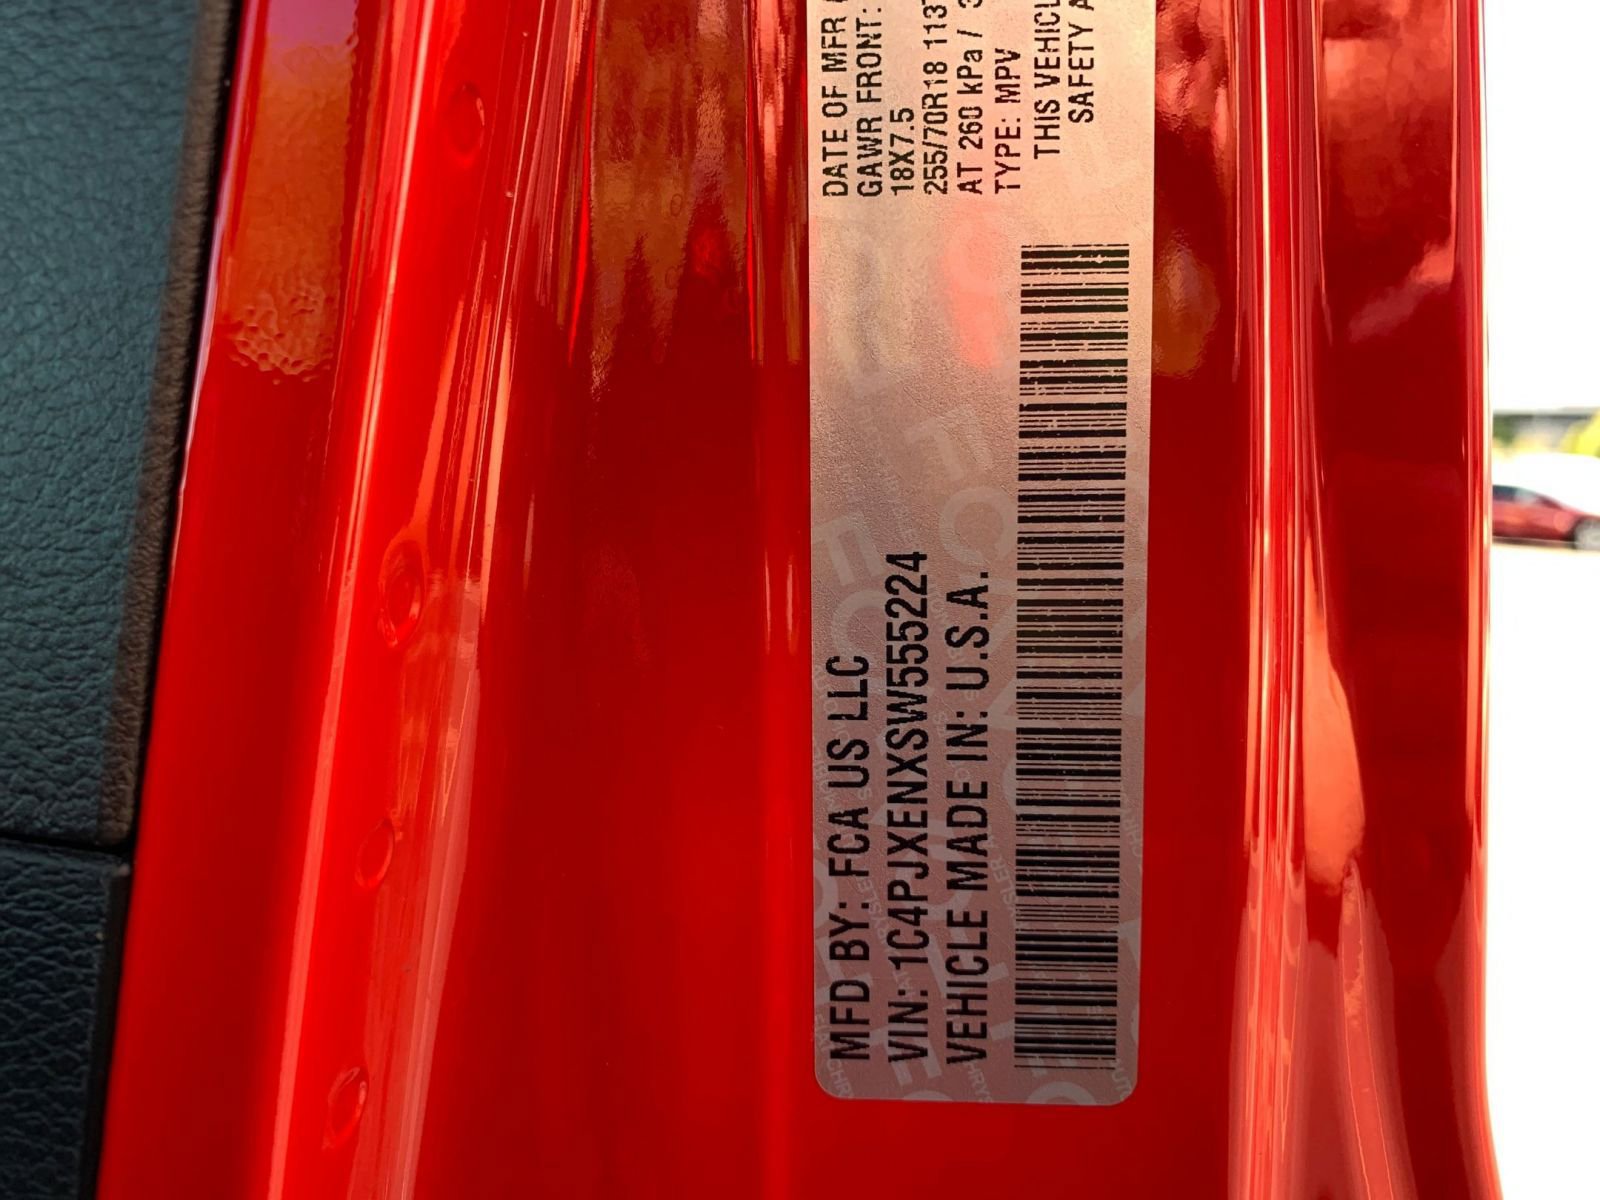 MFD BY: FCA US LLC
VIN: 1C4PJXENXSW555224
VEHICLE MADE IN: U.S.A.
DATE OF MFR
GAWR FRONT:
18X7.5
255/70R18 113T
AT 260 kPa /
TYPE: MPV
THIS VEHICL
SAFETY A